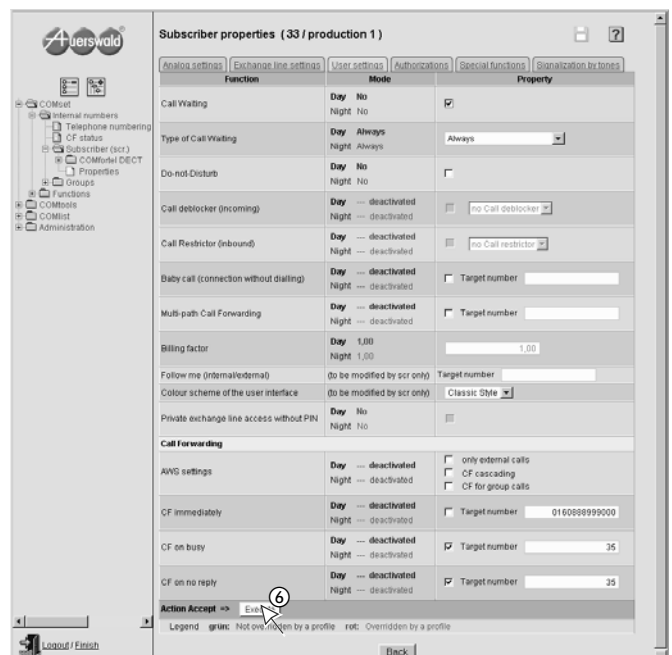 Auerswald
Subscriber properties ( 33 / production 1 )
?
Analog settings Exchange line settings User settings Authorizations Special functions Signalization by tones
COMset
Internal numbers
Telephone numbering
CF status
Subscriber (scr.)
COMfortel DECT
Properties
Groups
Functions
COMtools
COMlist
Administration
Function Mode Property
Call Waiting Day No
Night No
Type of Call Waiting Day Always Always
Night Always
Do-not-Disturb Day No
Night No
Call deblocker (incoming) Day --- deactivated no Call deblocker
Night --- deactivated
Call Restrictor (inbound) Day --- deactivated no Call restrictor
Night --- deactivated
Baby call (connection without dialling) Day --- deactivated Target number
Night --- deactivated
Multi-path Call Forwarding Day --- deactivated Target number
Night --- deactivated
Billing factor Day 1,00 1,00
Night 1,00
Follow me (internal/external) (to be modified by scr only) Target number
Colour scheme of the user interface (to be modified by scr only) Classic Style
Private exchange line access without PIN Day No
Night No
Call Forwarding
AWS settings Day --- deactivated only external calls
Night --- deactivated CF cascading
CF for group calls
CF immediately Day --- deactivated Target number 0160888999000
Night --- deactivated
CF on busy Day --- deactivated Target number 35
Night --- deactivated
CF on no reply Day --- deactivated Target number 35
Night --- deactivated
6
Action Accept => Exe
Legend grün: Not overridden by a profile rot: Overridden by a profile
Logout / Finish
Back